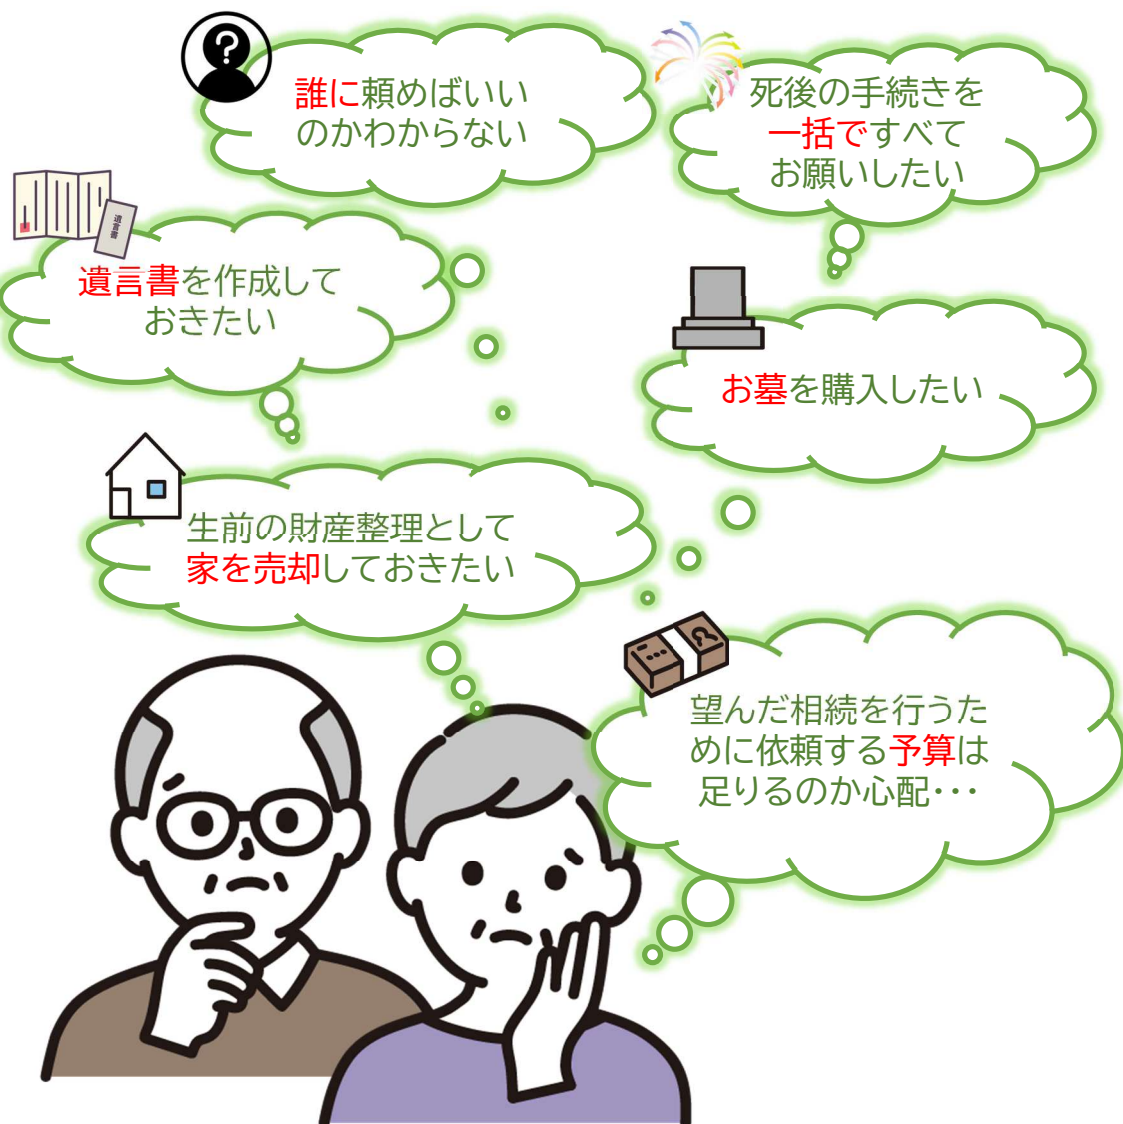 誰に頼めばいい
のかわからない
死後の手続きを
一括ですべて
お願いしたい
遺言書
遺言書を作成して
おきたい
お墓を購入したい
生前の財産整理として
家を売却しておきたい
望んだ相続を行うた
めに依頼する予算は
足りるのか心配・・・